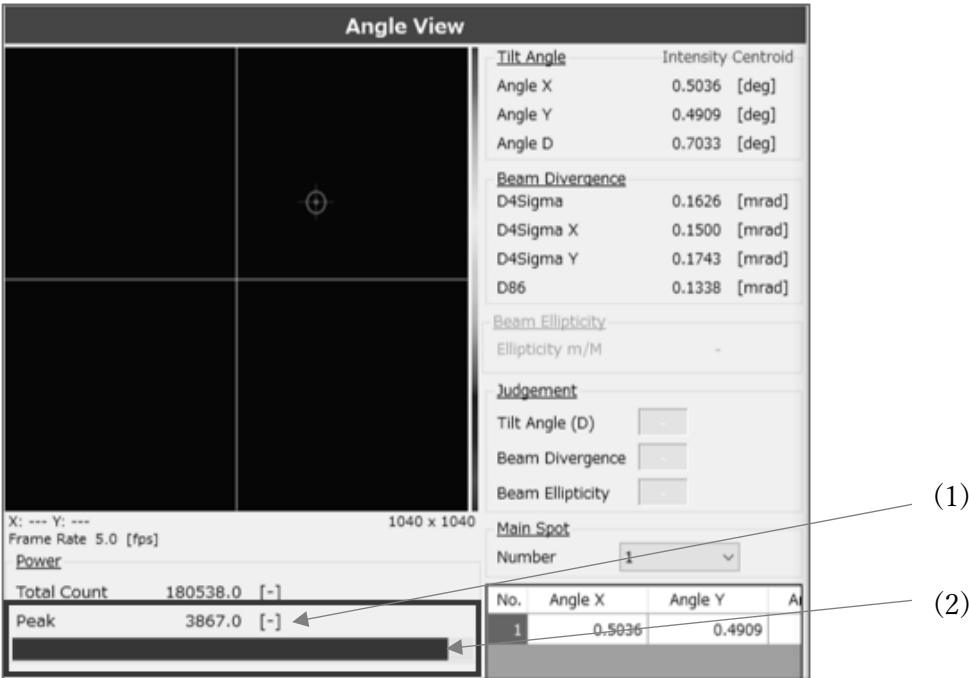 Angle View
Tilt Angle Intensity Centroid
Angle X 0.5036 [deg]
Angle Y 0.4909 [deg]
Angle D 0.7033 [deg]
Beam Divergence
D4Sigma 0.1626 [mrad]
D4Sigma X 0.1500 [mrad]
D4Sigma Y 0.1743 [mrad]
D86 0.1338 [mrad]
Beam Ellipticity
Ellipticity m/M -
Judgement
Tilt Angle (D) -
Beam Divergence -
Beam Ellipticity -
X: --- Y: --- 1040 x 1040
Frame Rate 5.0 [fps]
Main Spot
Number 1
Power
Total Count 180538.0 [-]
Peak 3867.0 [-]
No. Angle X Angle Y
1 0.5036 0.4909
(1)
(2)